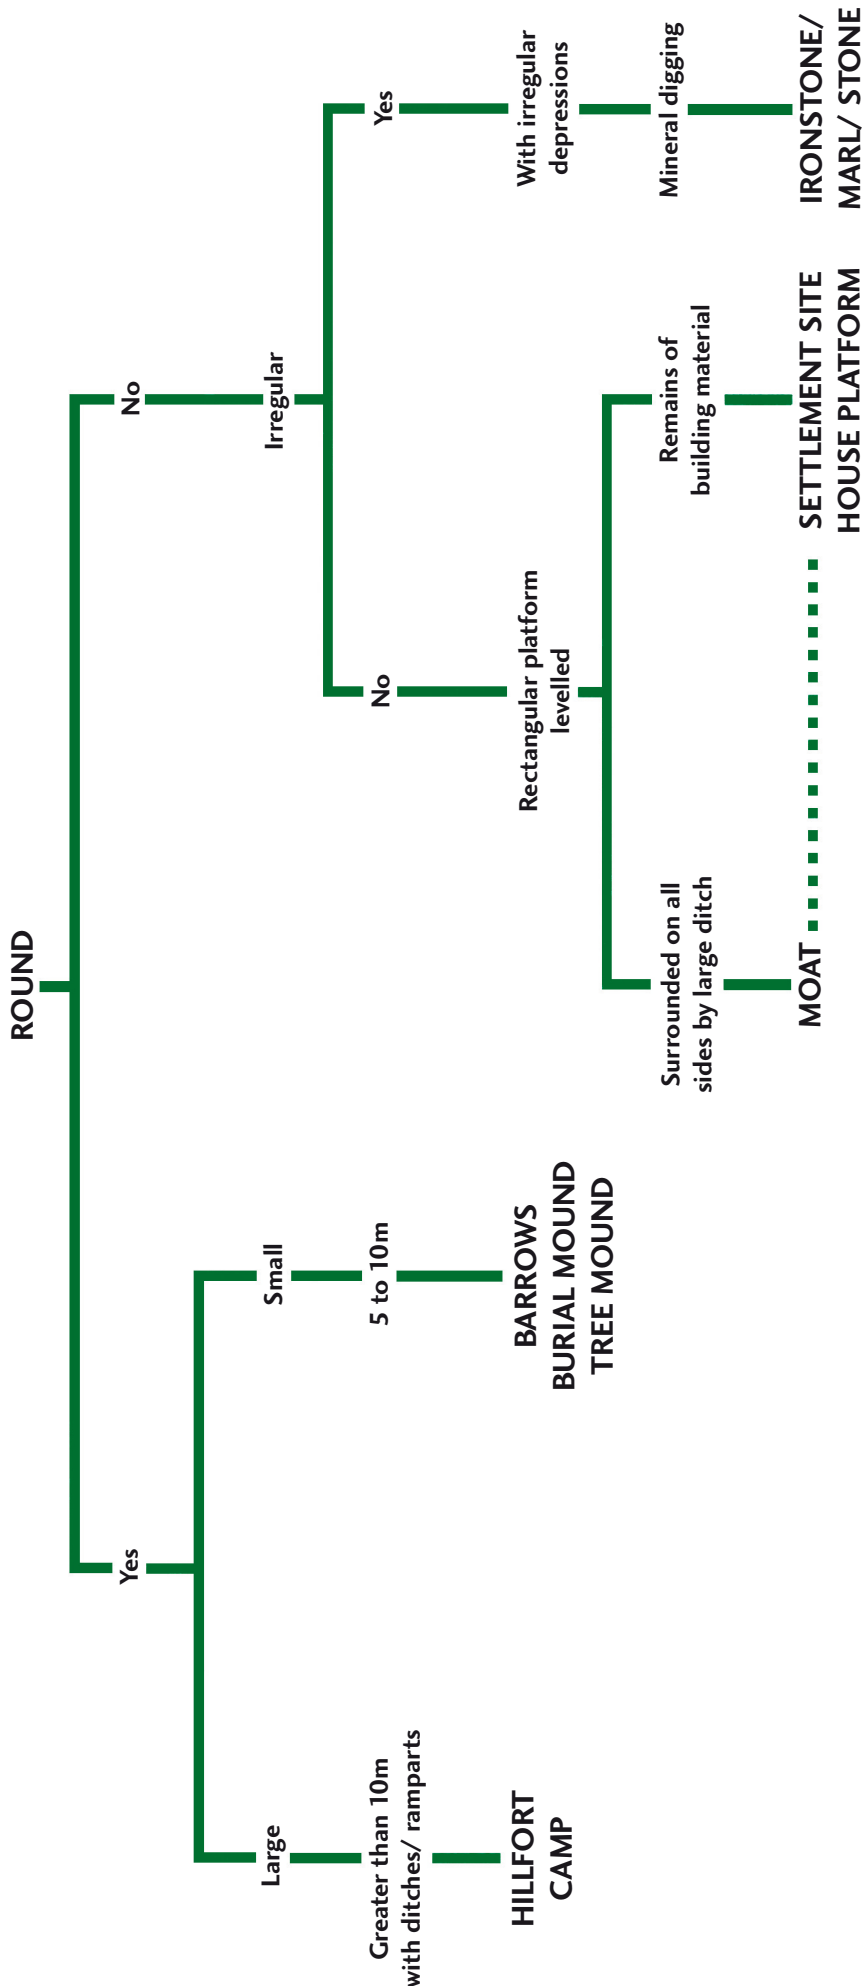 ROUND
Yes
No
Large
Small
Irregular
Greater than 10m
with ditches/ ramparts
5 to 10m
No
Yes
HILLFORT
CAMP
BARROWS
BURIAL MOUND
TREE MOUND
Rectangular platform
levelled
With irregular
depressions
Surrounded on all
sides by large ditch
Remains of
building material
Mineral digging
MOAT
SETTLEMENT SITE
HOUSE PLATFORM
IRONSTONE/
MARL/ STONE